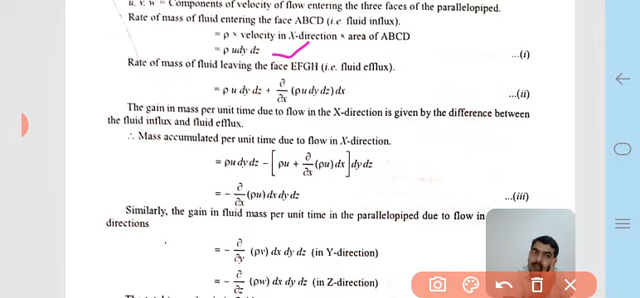 u, v, w = Components of velocity of flow entering the three faces of the parallelopiped.
Rate of mass of fluid entering the face ABCD (i.e. fluid influx).
= ρ × velocity in X-direction × area of ABCD
= ρ udy dz ...(i)
Rate of mass of fluid leaving the face EFGH (i.e. fluid efflux).
= ρ u dy dz + ∂/∂x (ρu dy dz) dx ...(ii)
The gain in mass per unit time due to flow in the X-direction is given by the difference between
the fluid influx and fluid efflux.
∴ Mass accumulated per unit time due to flow in X-direction.
= ρu dy dz − [ρu + ∂/∂x (ρu) dx] dy dz
= − ∂/∂x (ρu) dx dy dz ...(iii)
Similarly, the gain in fluid mass per unit time in the parallelopiped due to flow in
directions
= − ∂/∂y (ρv) dx dy dz (in Y-direction)
= − ∂/∂z (ρw) dx dy dz (in Z-direction)